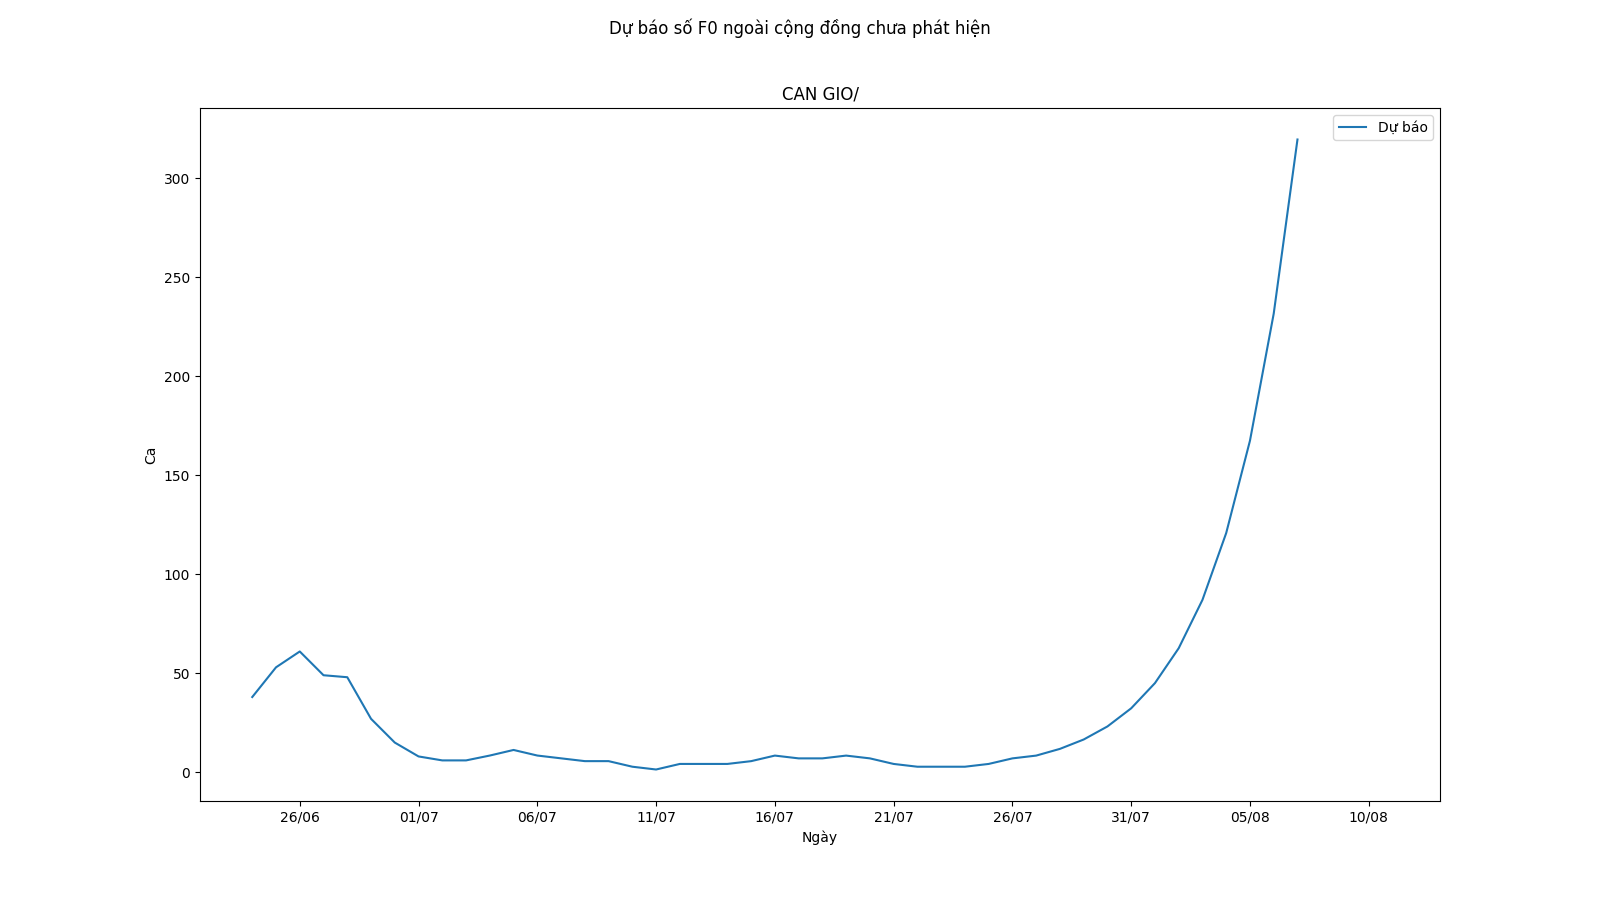 Dự báo số F0 ngoài cộng đồng chưa phát hiện
CAN GIO/
Dự báo
300
250
200
150
100
50
0
Ca
26/06 01/07 06/07 11/07 16/07 21/07 26/07 31/07 05/08 10/08
Ngày